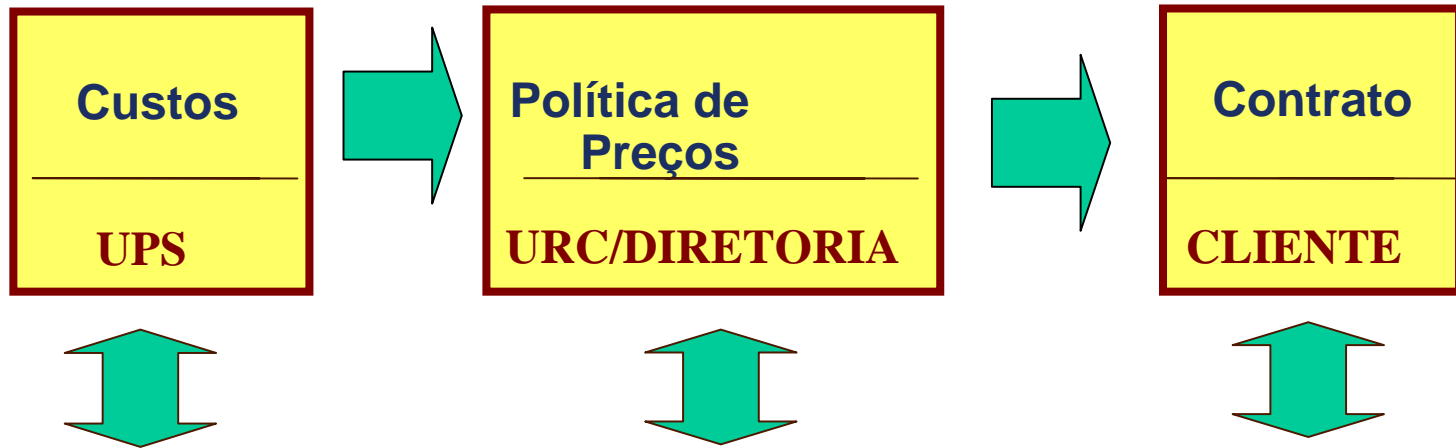 Custos
UPS
Política de
Preços
URC/DIRETORIA
Contrato
CLIENTE